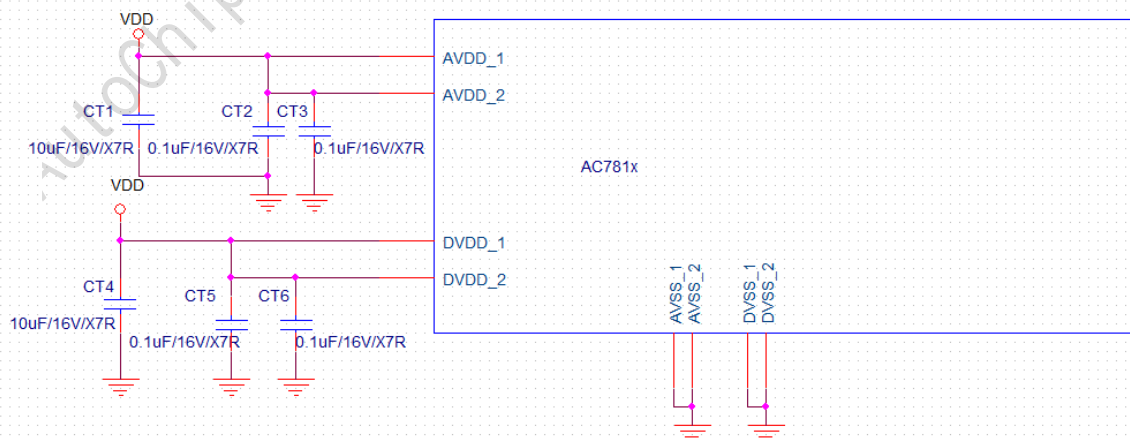 VDD
AutoChip
AVDD_1
AVDD_2
CT1
CT2
CT3
10uF/16V/X7R
0.1uF/16V/X7R
0.1uF/16V/X7R
AC781x
VDD
DVDD_1
DVDD_2
CT4
CT5
CT6
10uF/16V/X7R
0.1uF/16V/X7R
0.1uF/16V/X7R
AVSS_1
AVSS_2
DVSS_1
DVSS_2